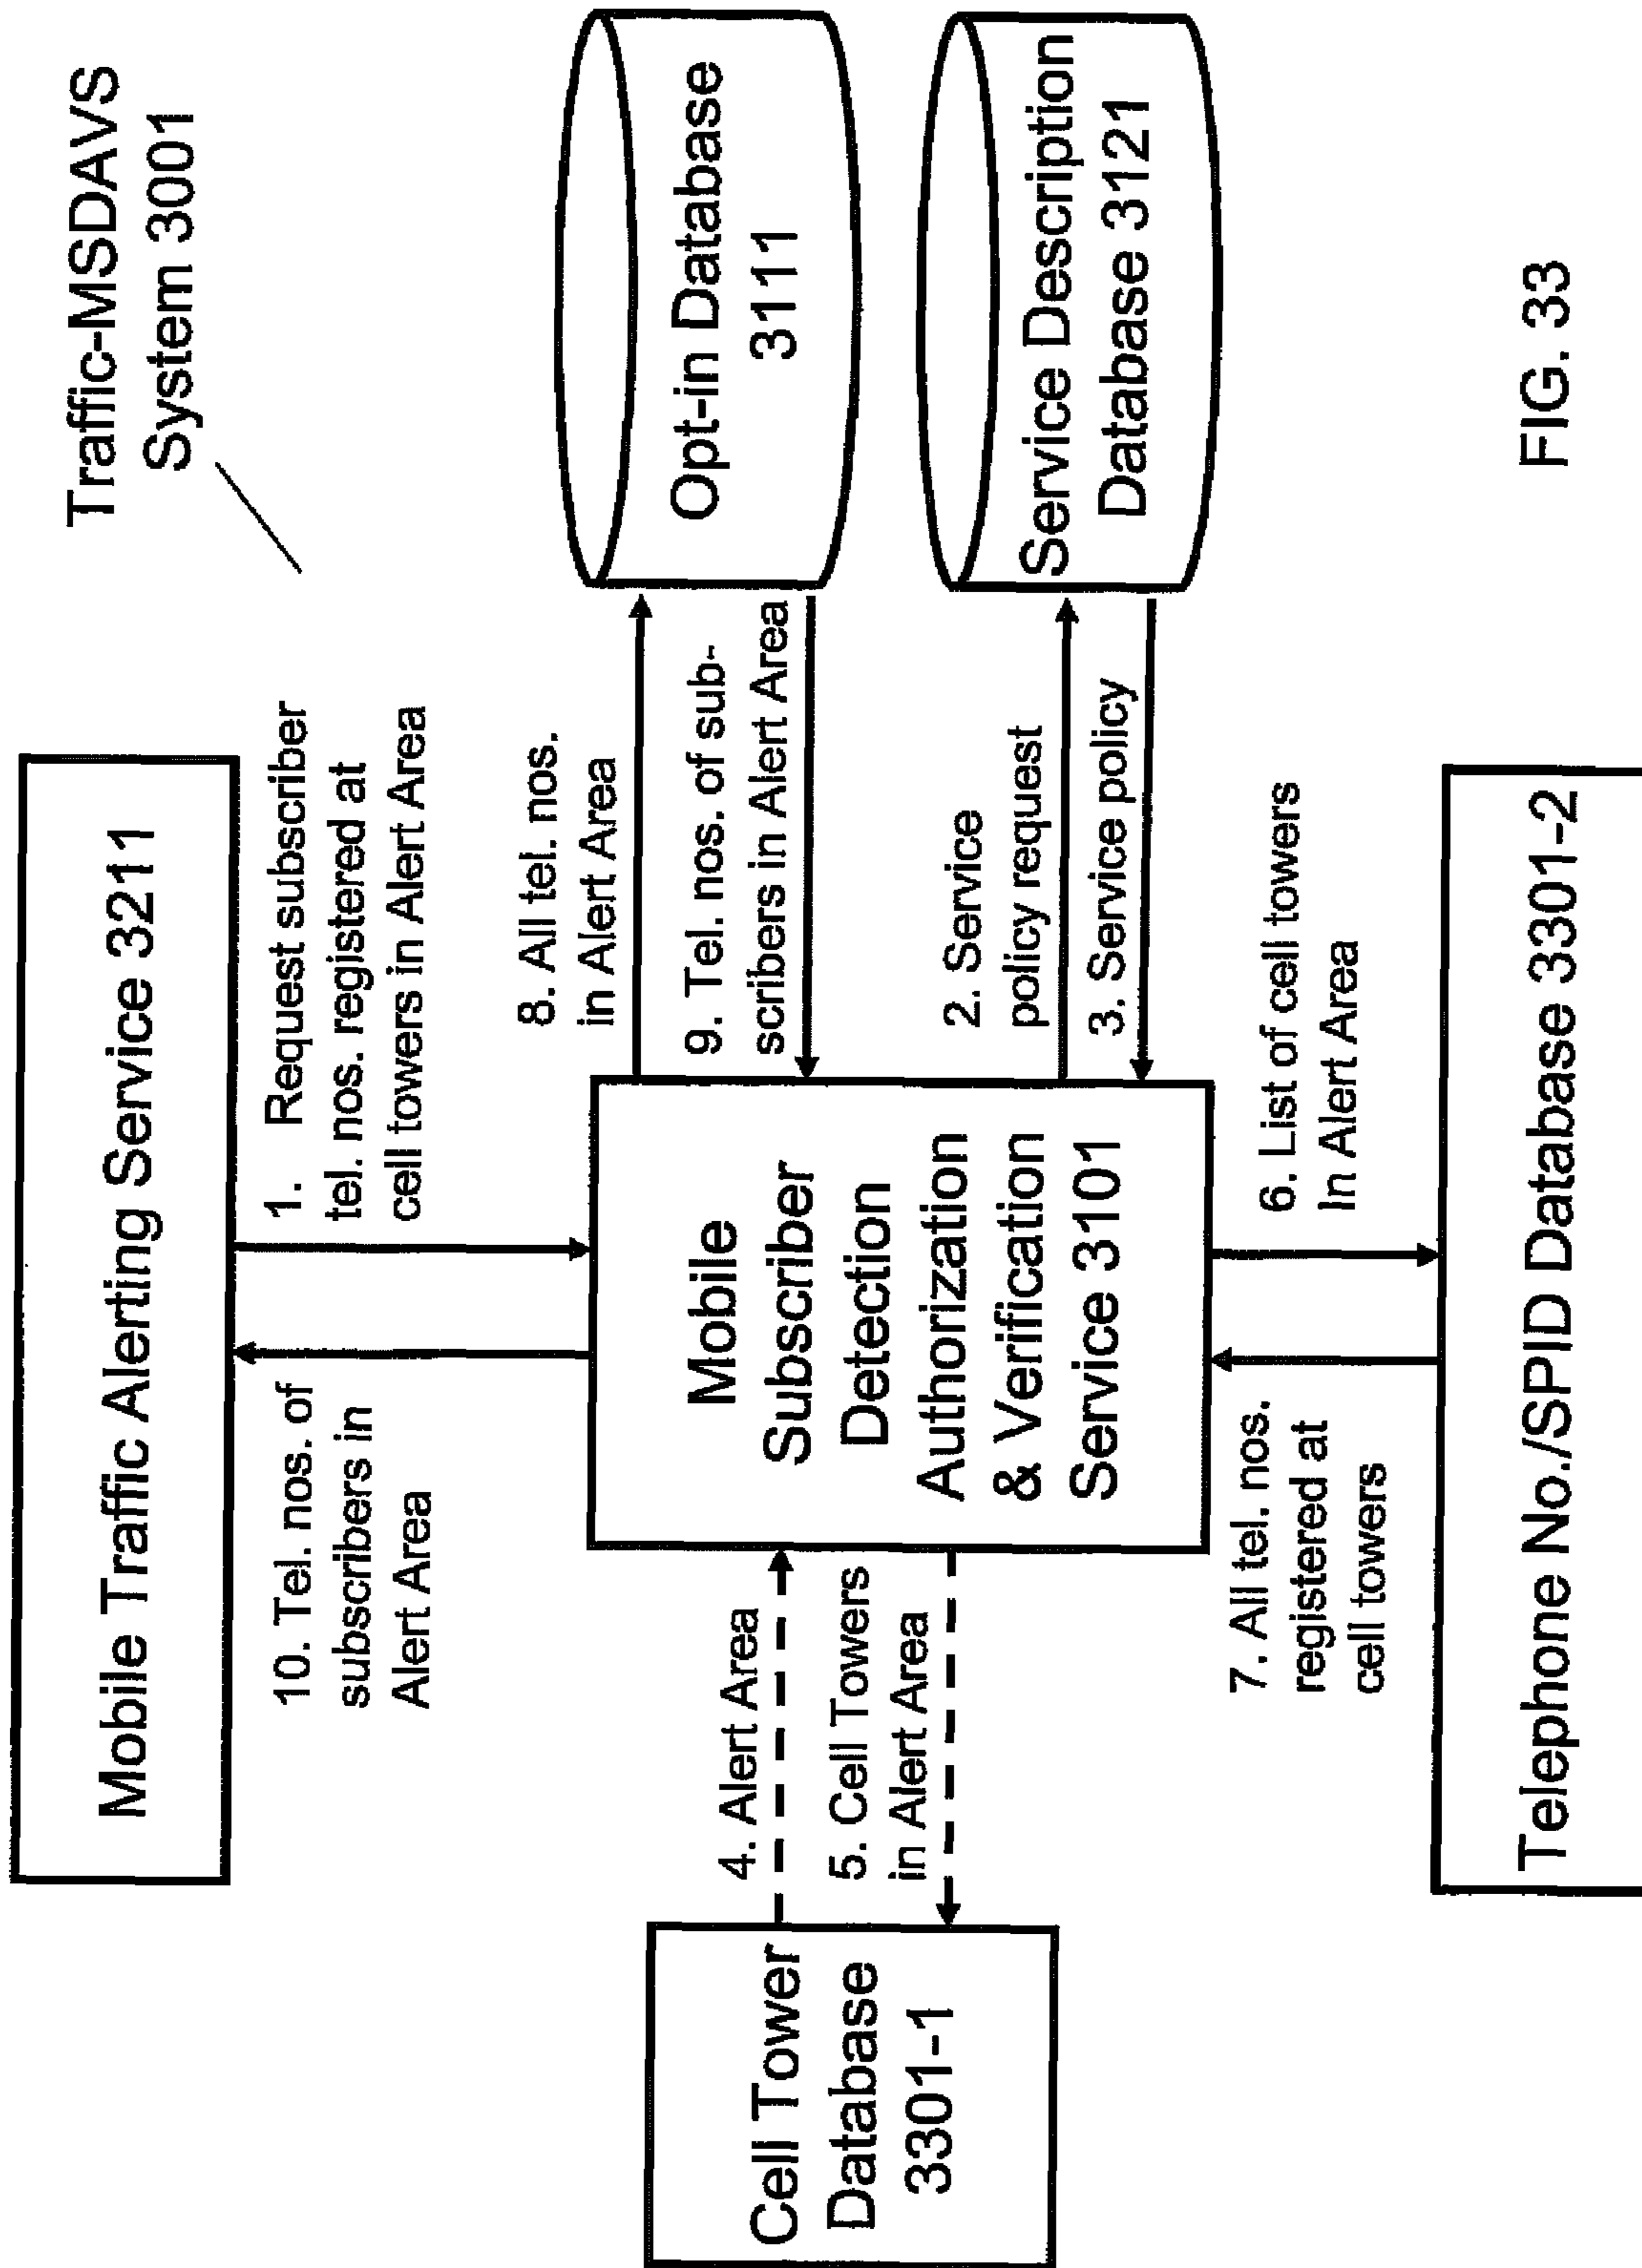 Traffic-MSDAVS
System 3001
Mobile Traffic Alerting Service 3211
10. Tel. nos. of
subscribers in
Alert Area
1. Request subscriber
tel. nos. registered at
cell towers in Alert Area
Cell Tower
Database
3301-1
4. Alert Area
5. Cell Towers
in Alert Area
Mobile
Subscriber
Detection
Authorization
& Verification
Service 3101
8. All tel. nos.
in Alert Area
9. Tel. nos. of sub-
scribers in Alert Area
Opt-in Database
3111
2. Service
policy request
3. Service policy
Service Description
Database 3121
7. All tel. nos.
registered at
cell towers
6. List of cell towers
In Alert Area
Telephone No./SPID Database 3301-2
FIG. 33